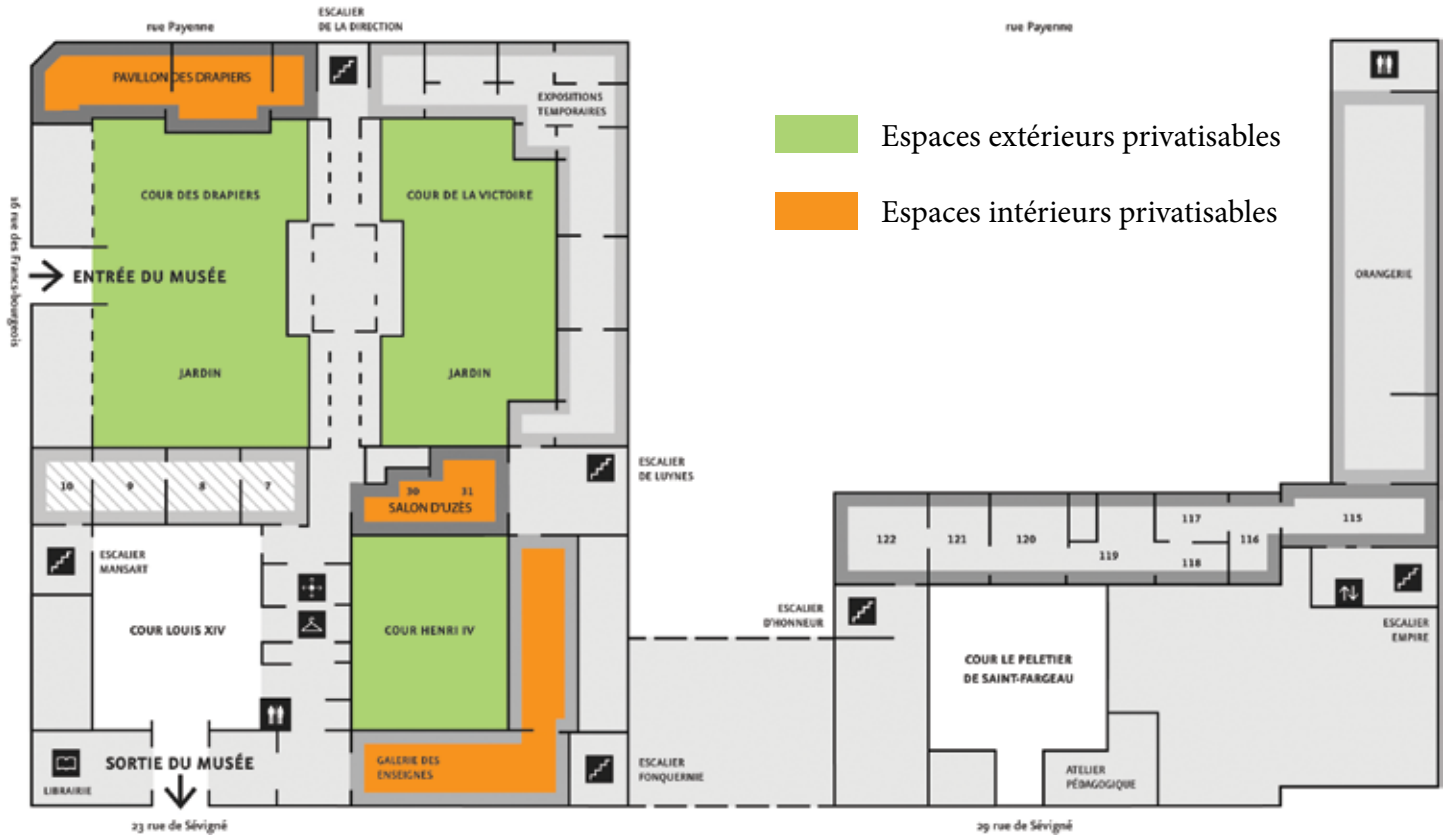 rue Payenne
ESCALIER
DE LA DIRECTION
rue Payenne
PAVILLON DES DRAPIERS
EXPOSITIONS
TEMPORAIRES
Espaces extérieurs privatisables
Espaces intérieurs privatisables
COUR DES DRAPIERS
COUR DE LA VICTOIRE
16 rue des Francs-bourgeois
ENTRÉE DU MUSÉE
ORANGERIE
JARDIN
JARDIN
ESCALIER
DE LUYNES
10
9
8
7
30
31
SALON D'UZÈS
122
121
120
119
117
118
116
115
ESCALIER
MANSART
COUR LOUIS XIV
COUR HENRI IV
ESCALIER
D'HONNEUR
ESCALIER
EMPIRE
COUR LE PELETIER
DE SAINT-FARGEAU
SORTIE DU MUSÉE
LIBRAIRIE
GALERIE DES
ENSEIGNES
ESCALIER
FONQUERNIE
ATELIER
PÉDAGOGIQUE
23 rue de Sévigné
29 rue de Sévigné